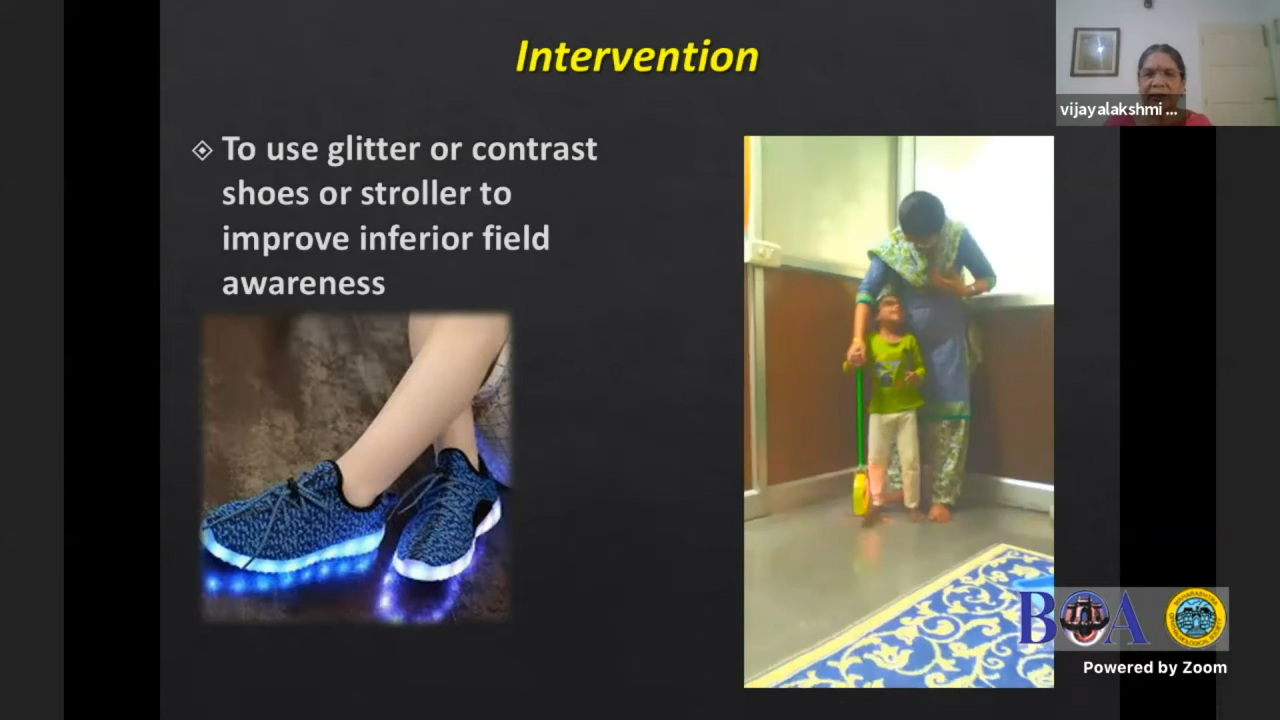 Intervention
vijayalakshmi ...
To use glitter or contrast
shoes or stroller to
improve inferior field
awareness
BOA
Powered by Zoom